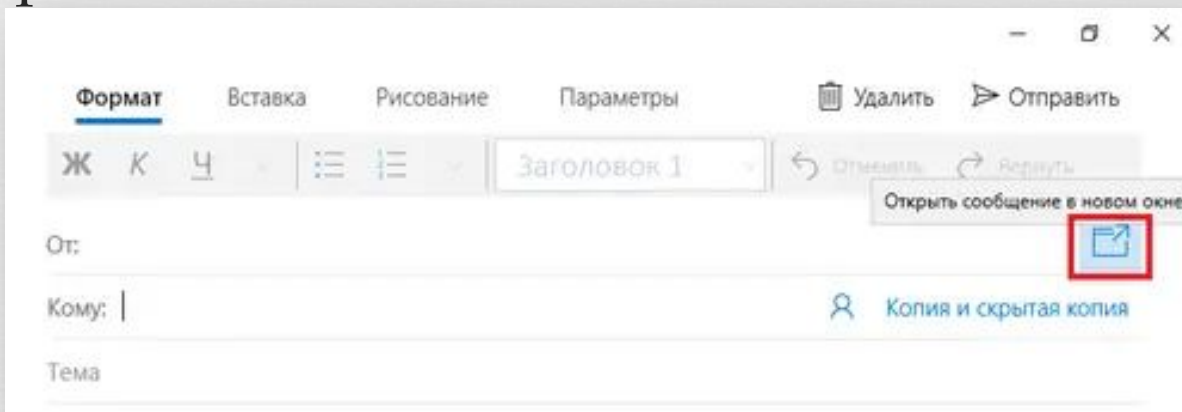 Формат Вставка Рисование Параметры Удалить Отправить
Ж К Ч Заголовок 1 Отменить Вернуть
Открыть сообщение в новом окне
От:
Кому: Копия и скрытая копия
Тема